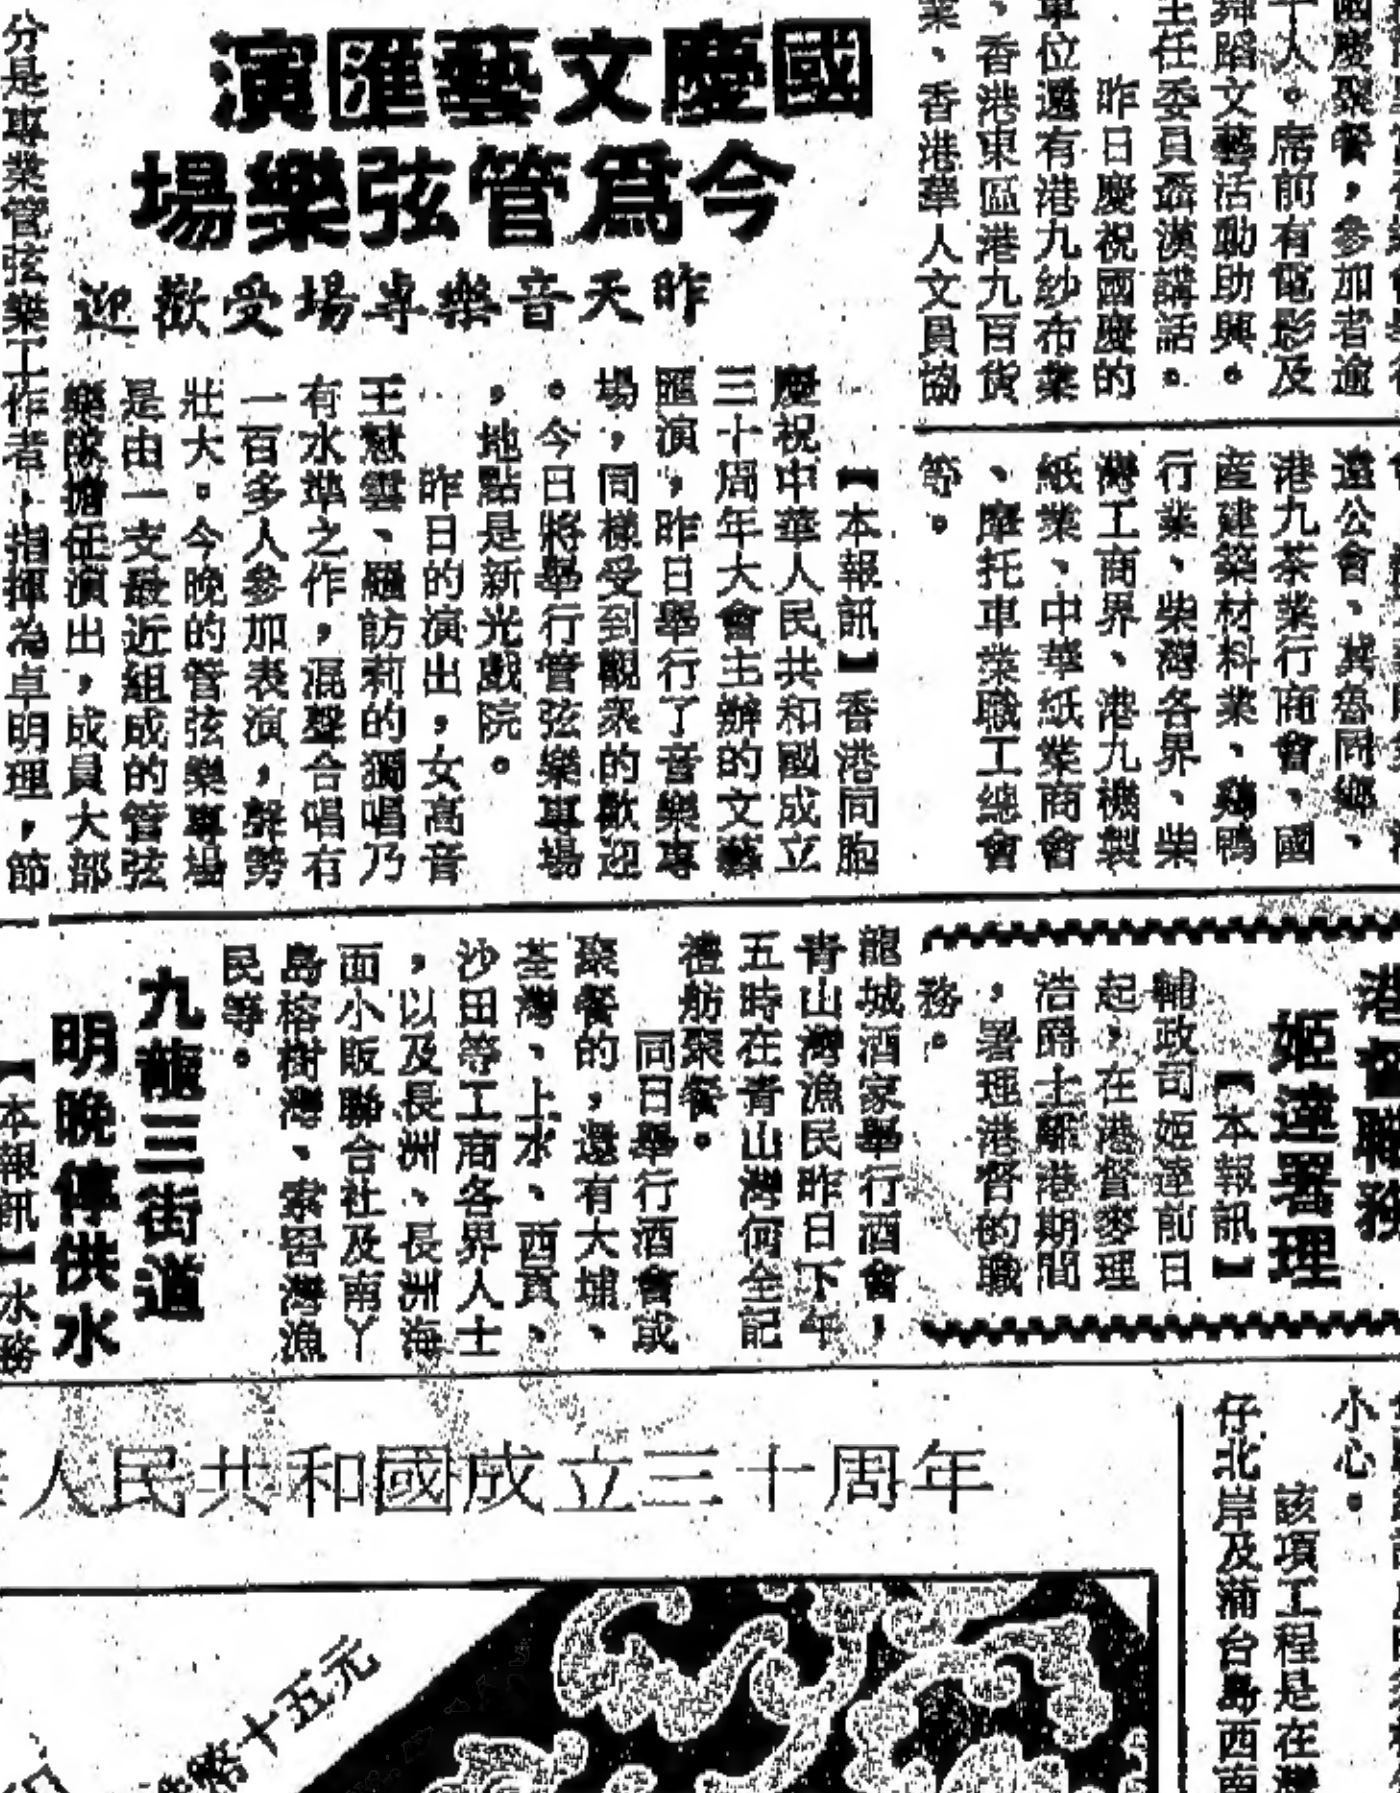 國慶文藝匯演
今為管弦樂場
昨天音樂專場受歡迎
【本報訊】香港同胞
慶祝中華人民共和國成立
三十周年大會主辦的文藝
匯演,昨日舉行了音樂專
場,同樣受到觀眾的歡迎
。今日將舉行管弦樂專場
,地點是新光戲院。
昨日的演出,女高音
王慧雲、羅訪莉的獨唱乃
有水準之作,混聲合唱有
一百多人參加表演,聲勢
壯大。今晚的管弦樂專場
是由一支最近組成的管弦
樂隊擔任演出,成員大部
分是專業管弦樂工作者,指揮為卓明理,節
國慶聚餐,參加者逾
千人。席前有電影及
舞蹈文藝活動助興。
主任委員聶漢講話。
昨日慶祝國慶的
單位還有港九紗布業
、香港東區港九百貨
業、香港華人文員協
遠公會、冀魯同鄉、
港九茶業行商會、國
產建築材料業、鷄鴨
行業、柴灣各界、柴
灣工商界、港九機製
紙業、中華紙業商會
、摩托車業職工總會
等。
港督職務
姬達署理
【本報訊】
輔政司姬達前日
起,在港督麥理
浩爵士離港期間
,署理港督的職
務。
龍城酒家舉行酒會,
青山灣漁民昨日下午
五時在青山灣何全記
禮舫聚餐。
同日舉行酒會或
聚餐的,還有大埔、
荃灣、上水、西貢、
沙田等工商各界人士
,以及長洲、長洲海
面小販聯合社及南丫
島榕樹灣、索罟灣漁
民等。
九龍三街道
明晚停供水
【本報訊】水務
人民共和國成立三十周年
十五元
小心。
該項工程是在
仔北岸及蒲台島西南